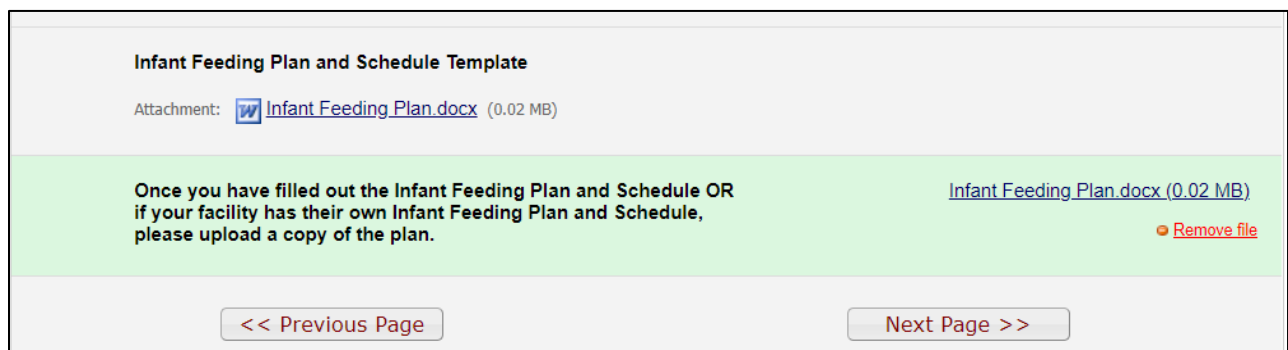 Infant Feeding Plan and Schedule Template
Attachment: Infant Feeding Plan.docx (0.02 MB)
Once you have filled out the Infant Feeding Plan and Schedule OR
if your facility has their own Infant Feeding Plan and Schedule,
please upload a copy of the plan.
Infant Feeding Plan.docx (0.02 MB)
Remove file
<< Previous Page
Next Page >>